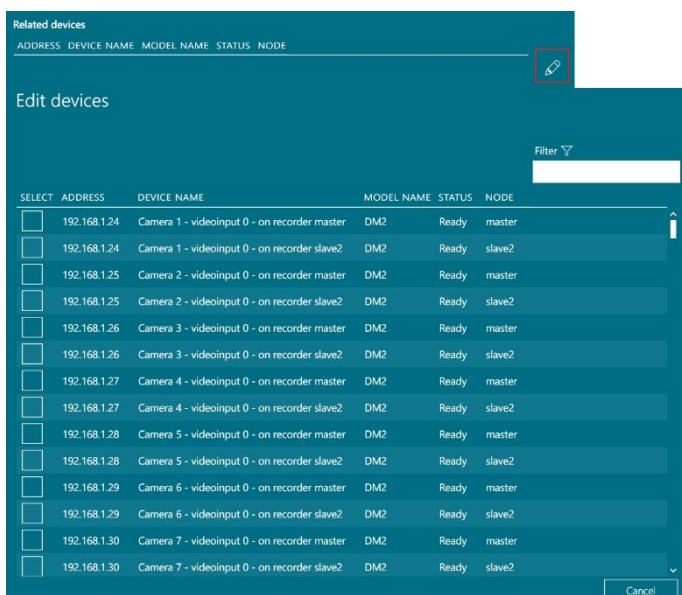 Related devices
ADDRESS DEVICE NAME MODEL NAME STATUS NODE
Edit devices
Filter
SELECT ADDRESS DEVICE NAME MODEL NAME STATUS NODE
192.168.1.24 Camera 1 - videoinput 0 - on recorder master DM2 Ready master
192.168.1.24 Camera 1 - videoinput 0 - on recorder slave2 DM2 Ready slave2
192.168.1.25 Camera 2 - videoinput 0 - on recorder master DM2 Ready master
192.168.1.25 Camera 2 - videoinput 0 - on recorder slave2 DM2 Ready slave2
192.168.1.26 Camera 3 - videoinput 0 - on recorder master DM2 Ready master
192.168.1.26 Camera 3 - videoinput 0 - on recorder slave2 DM2 Ready slave2
192.168.1.27 Camera 4 - videoinput 0 - on recorder master DM2 Ready master
192.168.1.27 Camera 4 - videoinput 0 - on recorder slave2 DM2 Ready slave2
192.168.1.28 Camera 5 - videoinput 0 - on recorder master DM2 Ready master
192.168.1.28 Camera 5 - videoinput 0 - on recorder slave2 DM2 Ready slave2
192.168.1.29 Camera 6 - videoinput 0 - on recorder master DM2 Ready master
192.168.1.29 Camera 6 - videoinput 0 - on recorder slave2 DM2 Ready slave2
192.168.1.30 Camera 7 - videoinput 0 - on recorder master DM2 Ready master
192.168.1.30 Camera 7 - videoinput 0 - on recorder slave2 DM2 Ready slave2
Cancel